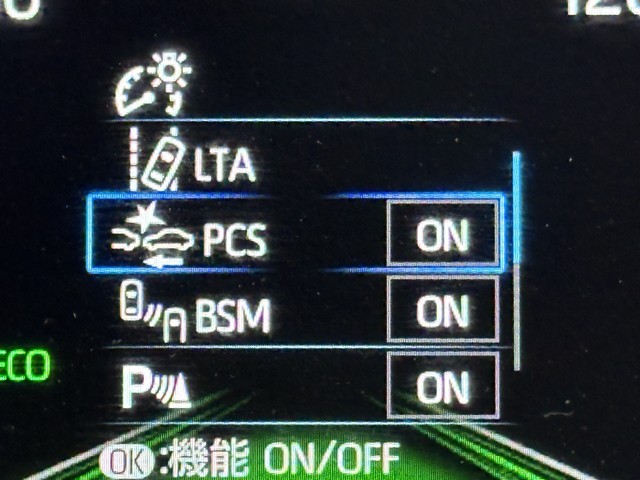 LTA
PCS ON
BSM ON
P ON
ECO
OK:機能 ON/OFF